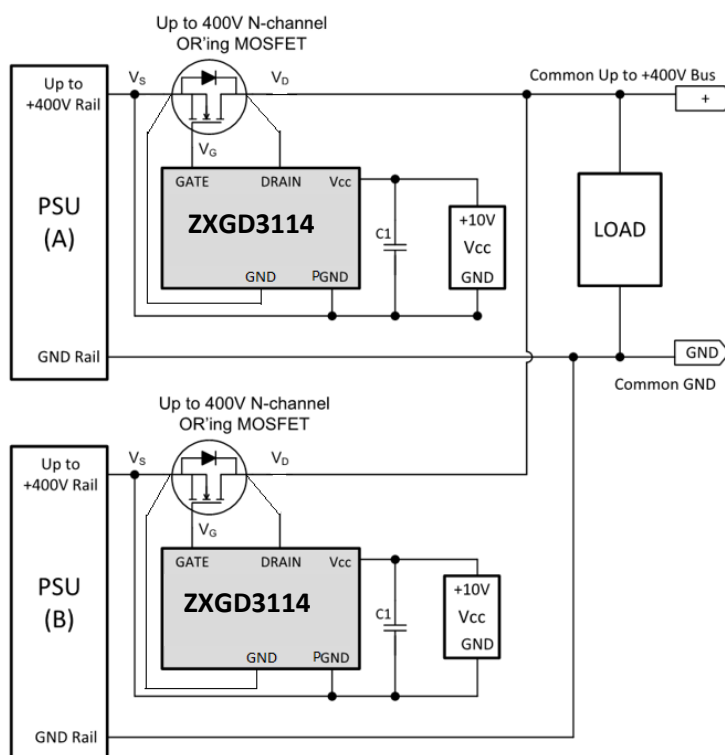 Up to 400V N-channel
OR'ing MOSFET
Up to
+400V Rail
VS
VD
Common Up to +400V Bus
+
VG
GATE
DRAIN
Vcc
PSU
(A)
ZXGD3114
C1
+10V
Vcc
GND
LOAD
GND
PGND
GND Rail
GND
Common GND
Up to 400V N-channel
OR'ing MOSFET
Up to
+400V Rail
VS
VD
VG
GATE
DRAIN
Vcc
PSU
(B)
ZXGD3114
C1
+10V
Vcc
GND
GND
PGND
GND Rail